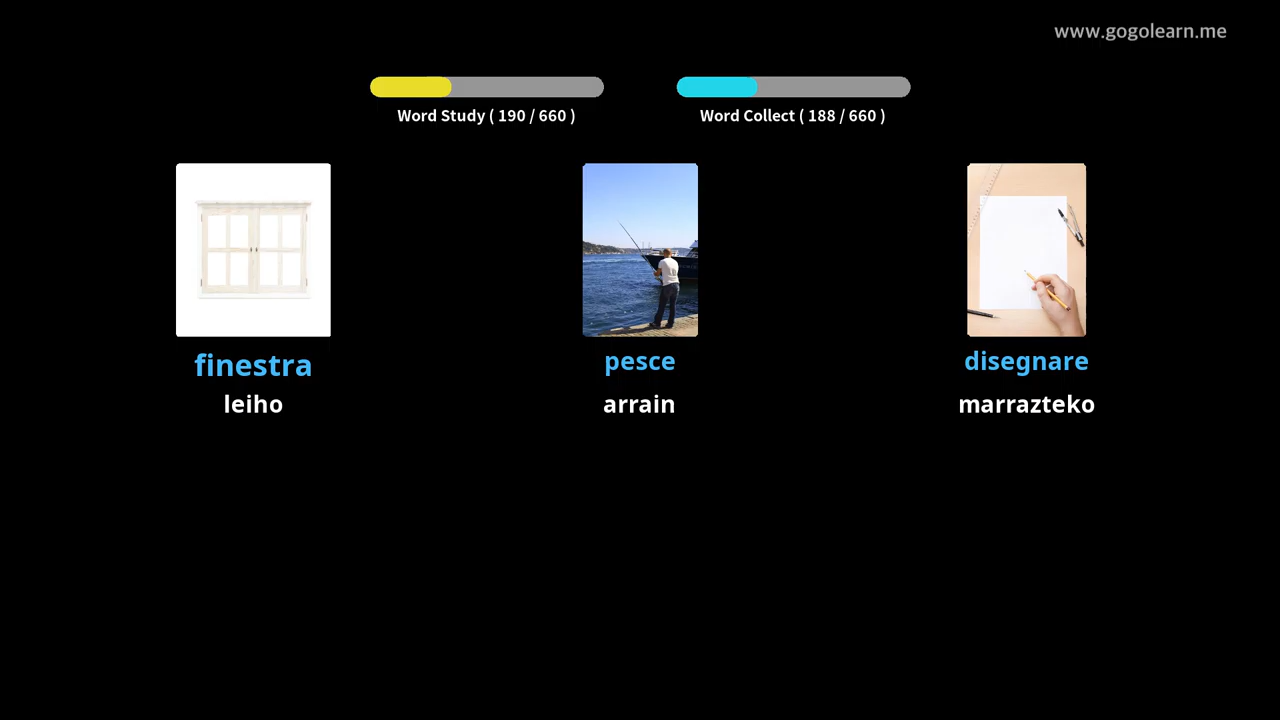 www.gogolearn.me
Word Study ( 190 / 660 )
Word Collect ( 188 / 660 )
finestra
pesce
disegnare
leiho
arrain
marrazteko